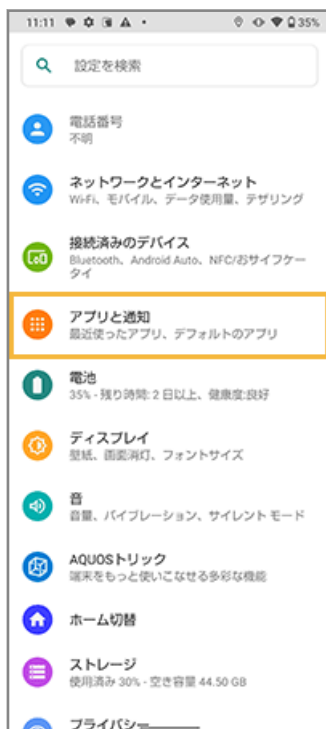 11:11
35%
設定を検索
電話番号
不明
ネットワークとインターネット
Wi-Fi、モバイル、データ使用量、テザリング
接続済みのデバイス
Bluetooth、Android Auto、NFC/おサイフケー
タイ
アプリと通知
最近使ったアプリ、デフォルトのアプリ
電池
35% - 残り時間: 2 日以上、健康度:良好
ディスプレイ
壁紙、画面消灯、フォントサイズ
音
音量、バイブレーション、サイレント モード
AQUOSトリック
端末をもっと使いこなせる多彩な機能
ホーム切替
ストレージ
使用済み 30% - 空き容量 44.50 GB
プライバシー